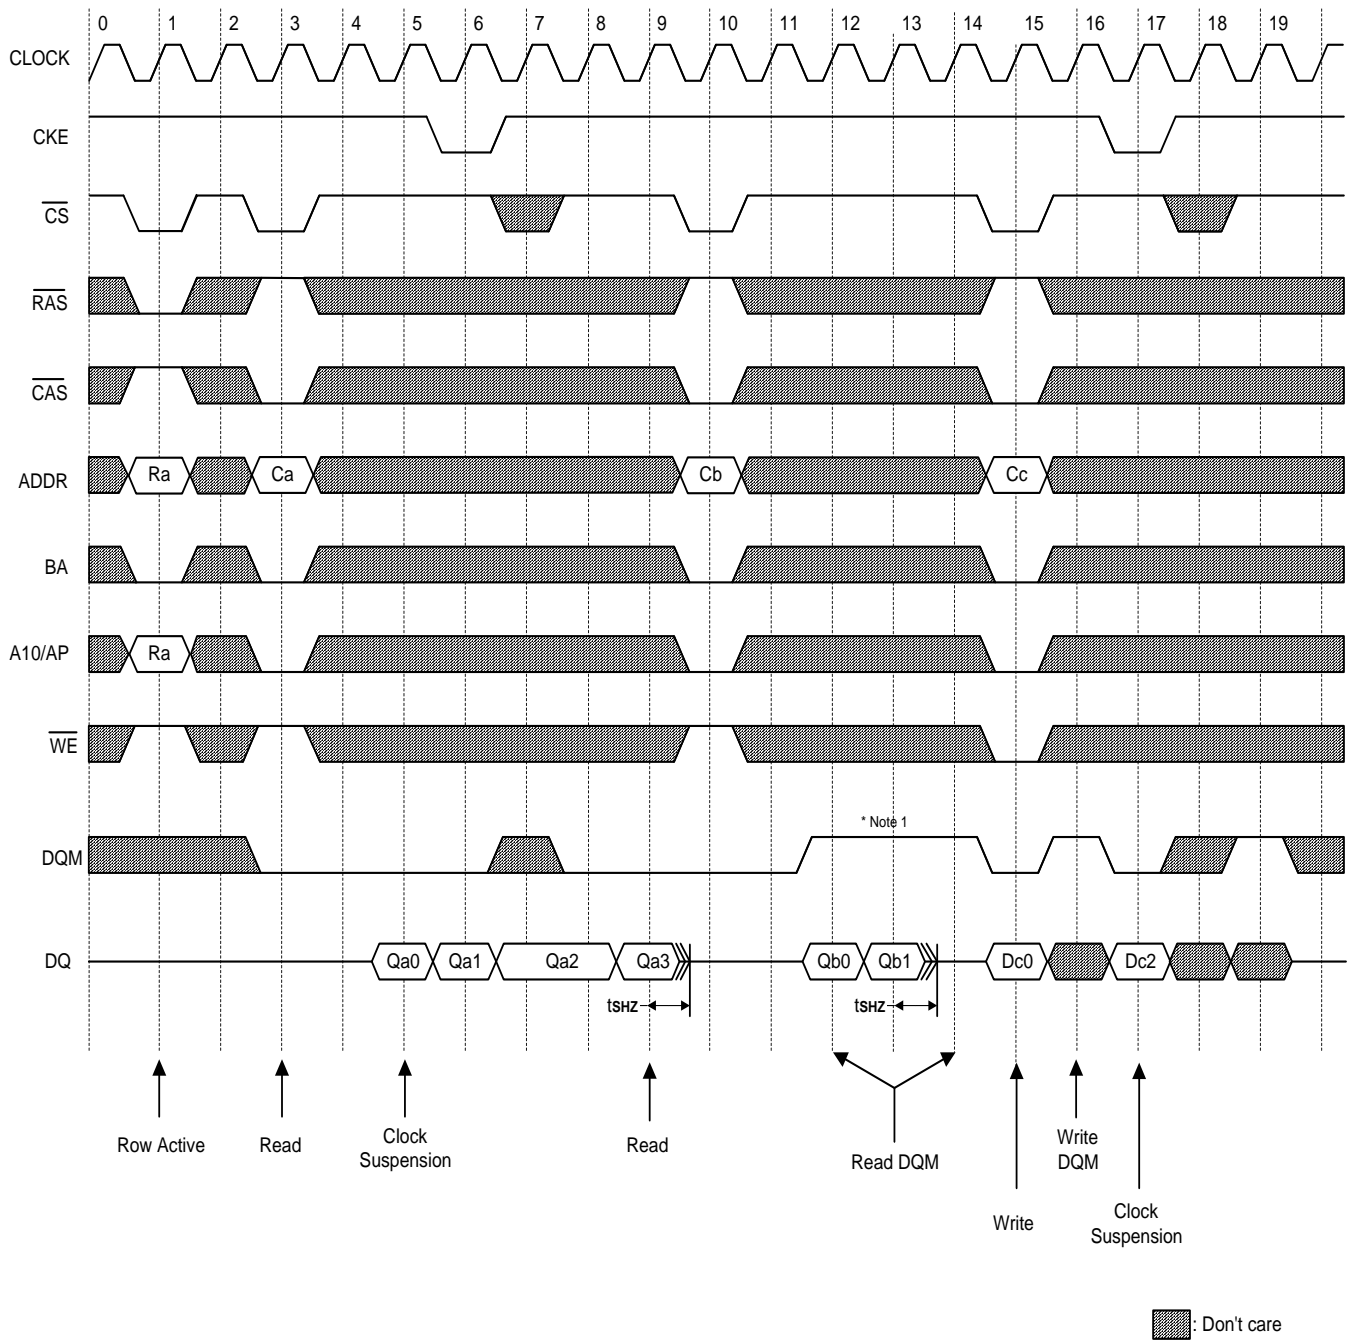 0 1 2 3 4 5 6 7 8 9 10 11 12 13 14 15 16 17 18 19
CLOCK
CKE
CS
RAS
CAS
ADDR Ra Ca Cb Cc
BA
A10/AP Ra
WE
* Note 1
DQM
DQ Qa0 Qa1 Qa2 Qa3 Qb0 Qb1 Dc0 Dc2
tSHZ tSHZ
Row Active Read Clock Suspension Read Read DQM Write DQM
Write Clock Suspension
: Don't care